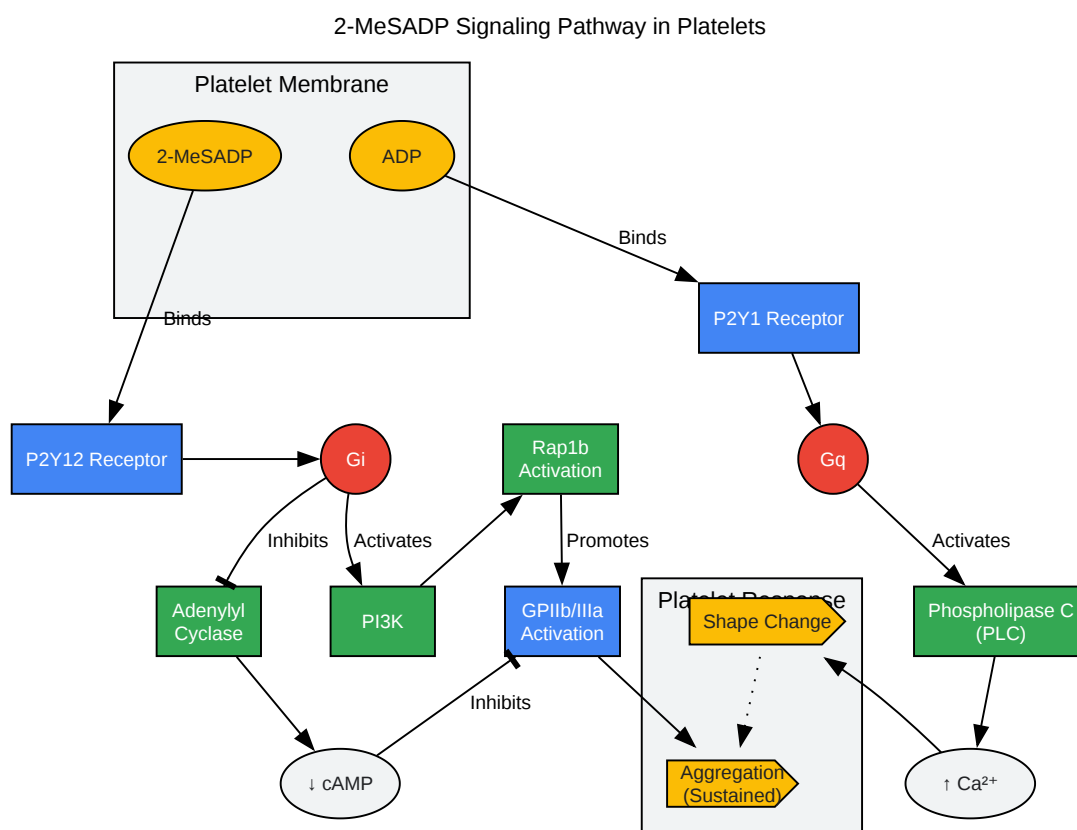 2-MeSADP Signaling Pathway in Platelets
Platelet Membrane
2-MeSADP
ADP
Binds
Binds
P2Y1 Receptor
P2Y12 Receptor
Gi
Rap1b
Activation
Gq
Inhibits
Activates
Promotes
Activates
Adenylyl
Cyclase
PI3K
GPIIb/IIIa
Activation
Platelet Response
Shape Change
Phospholipase C
(PLC)
Inhibits
↓ cAMP
Aggregation
(Sustained)
↑ Ca²⁺